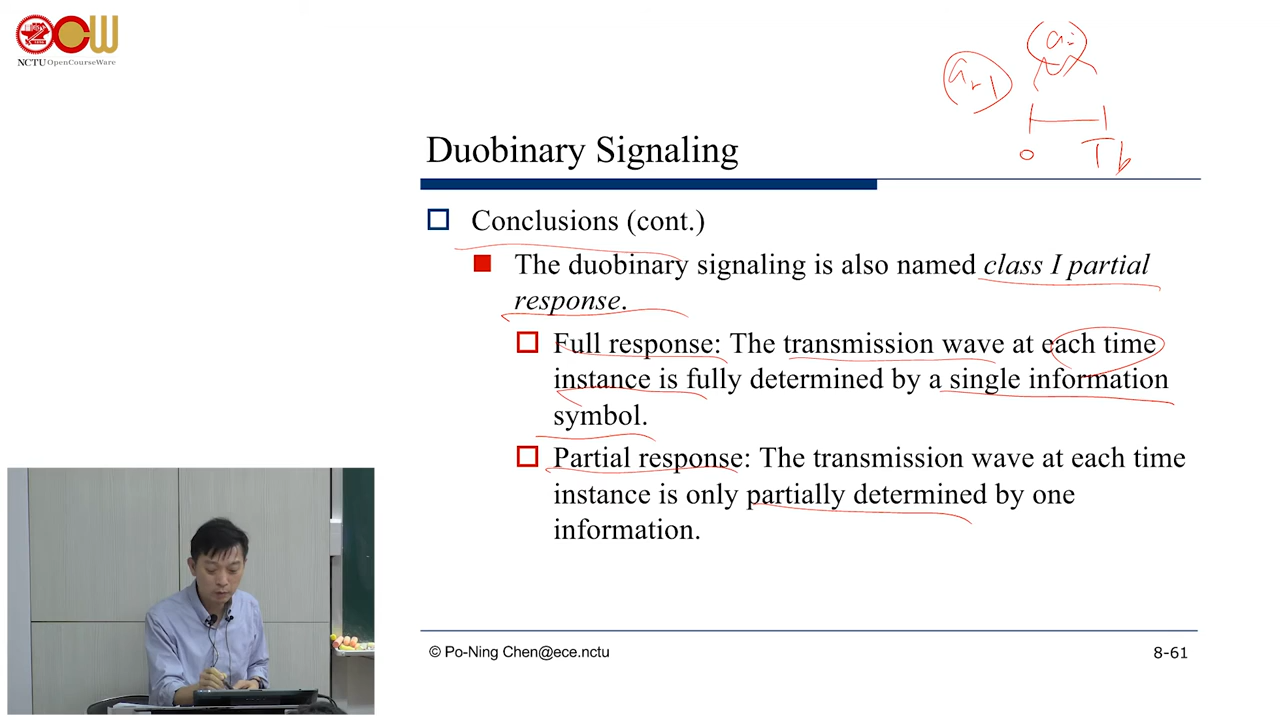 NCTU OpenCourseWare
0
Tb
Duobinary Signaling
Conclusions (cont.)
The duobinary signaling is also named class I partial
response.
Full response: The transmission wave at each time
instance is fully determined by a single information
symbol.
Partial response: The transmission wave at each time
instance is only partially determined by one
information.
© Po-Ning Chen@ece.nctu
8-61